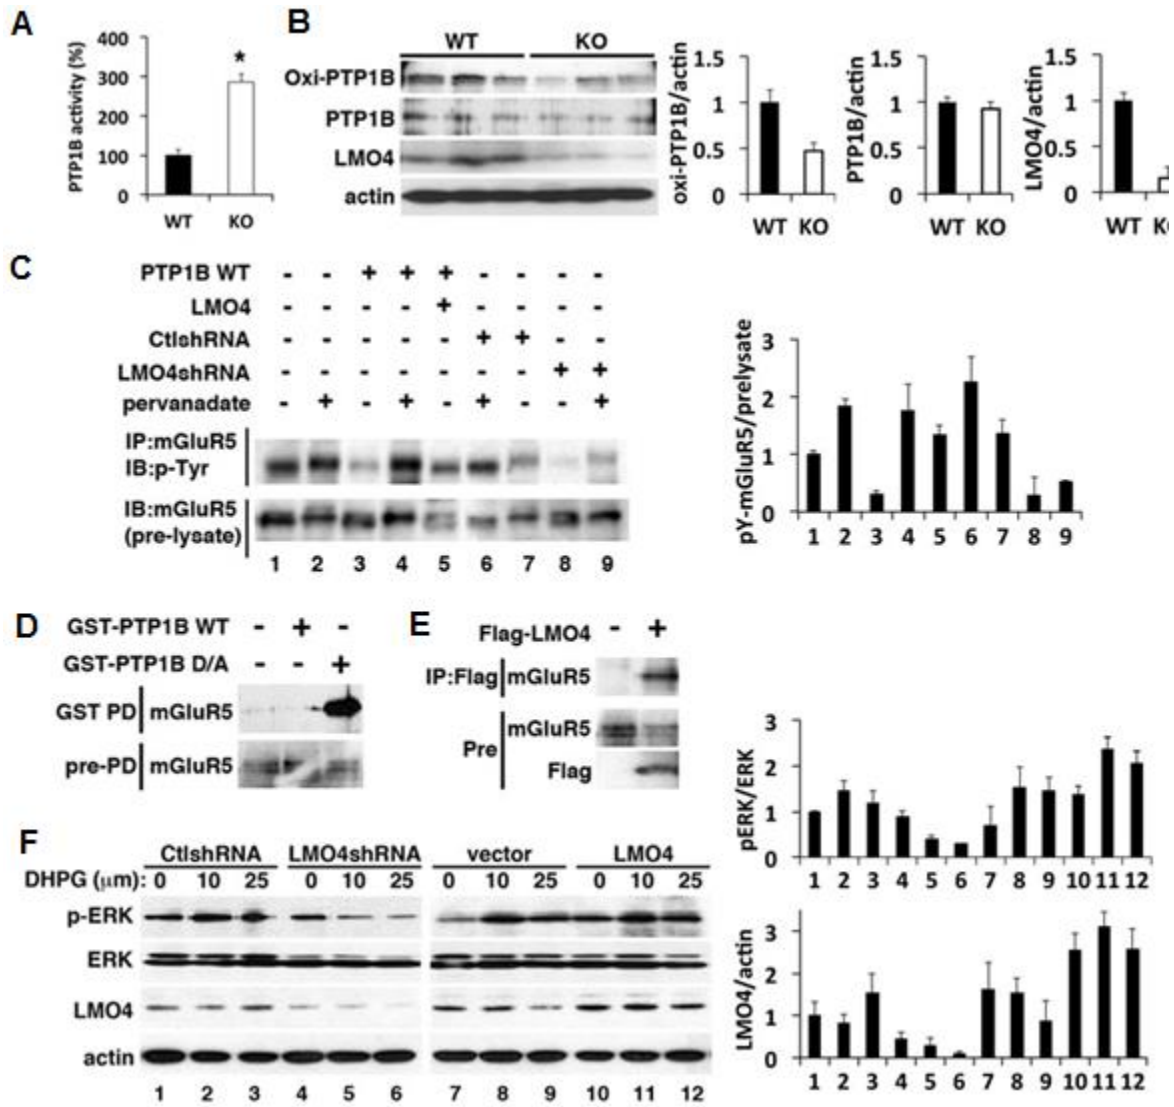 A
PTP1B activity (%)
400
300
200
100
0
*
WT KO
B
WT KO
Oxi-PTP1B
PTP1B
LMO4
actin
oxi-PTP1B/actin
1.5
1
0.5
0
WT KO
PTP1B/actin
1.5
1
0.5
0
WT KO
LMO4/actin
1.5
1
0.5
0
WT
C
PTP1B WT - - + + + - - - -
LMO4 - - - - + - - - -
CtlshRNA - - - - - + + - -
LMO4shRNA - - - - - - - + +
pervanadate - + - + - + - - +
IP:mGluR5
IB:p-Tyr
IB:mGluR5
(pre-lysate)
1 2 3 4 5 6 7 8 9
pY-mGluR5/prelysate
3
2
1
0
1 2 3 4 5 6 7 8 9
D
GST-PTP1B WT - + -
GST-PTP1B D/A - - +
GST PD mGluR5
pre-PD mGluR5
E
Flag-LMO4 - +
IP:Flag mGluR5
Pre mGluR5
Flag
F
CtlshRNA LMO4shRNA vector LMO4
DHPG (μm): 0 10 25 0 10 25 0 10 25 0 10 25
p-ERK
ERK
LMO4
actin
1 2 3 4 5 6 7 8 9 10 11 12
pERK/ERK
3
2
1
0
1 2 3 4 5 6 7 8 9 10 11 12
LMO4/actin
3
2
1
0
1 2 3 4 5 6 7 8 9 10 11 12